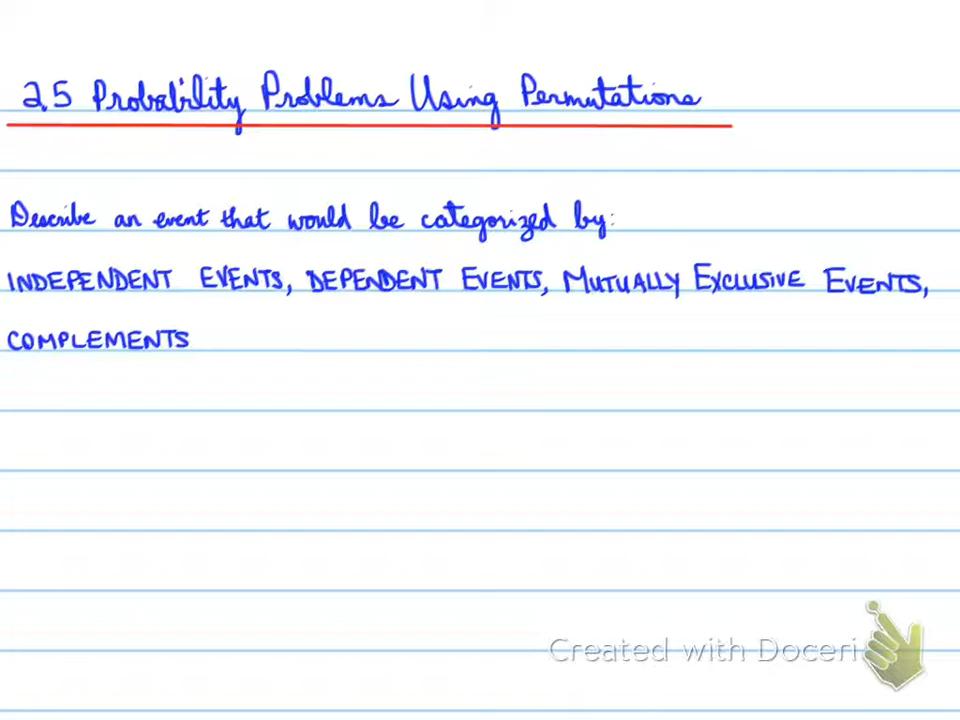 2.5 Probability Problems Using Permutations
Describe an event that would be categorized by:
INDEPENDENT EVENTS, DEPENDENT EVENTS, MUTUALLY EXCLUSIVE EVENTS,
COMPLEMENTS
Created with Doceri